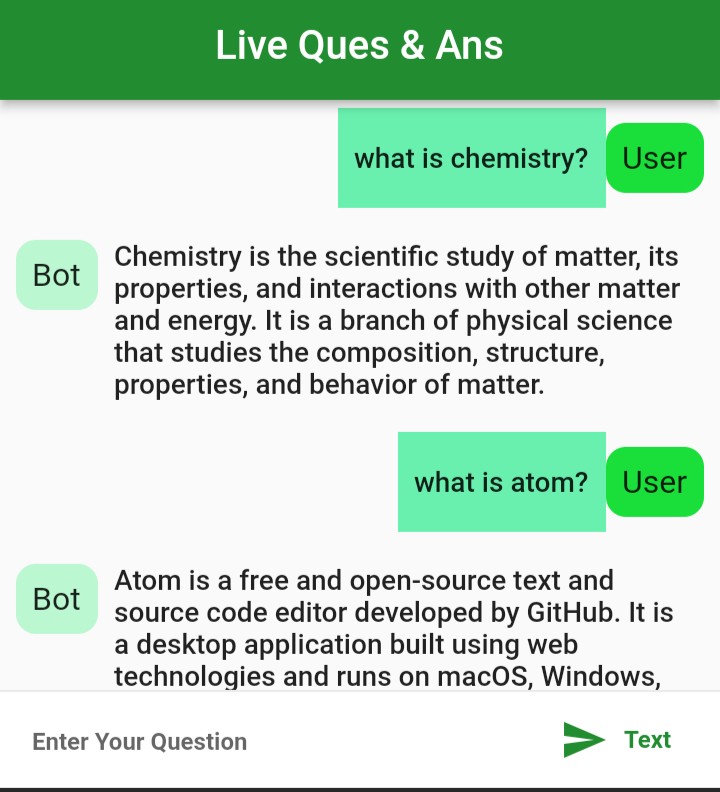 Live Ques & Ans
what is chemistry?
User
Bot
Chemistry is the scientific study of matter, its
properties, and interactions with other matter
and energy. It is a branch of physical science
that studies the composition, structure,
properties, and behavior of matter.
what is atom?
User
Bot
Atom is a free and open-source text and
source code editor developed by GitHub. It is
a desktop application built using web
technologies and runs on macOS, Windows,
Enter Your Question
Text